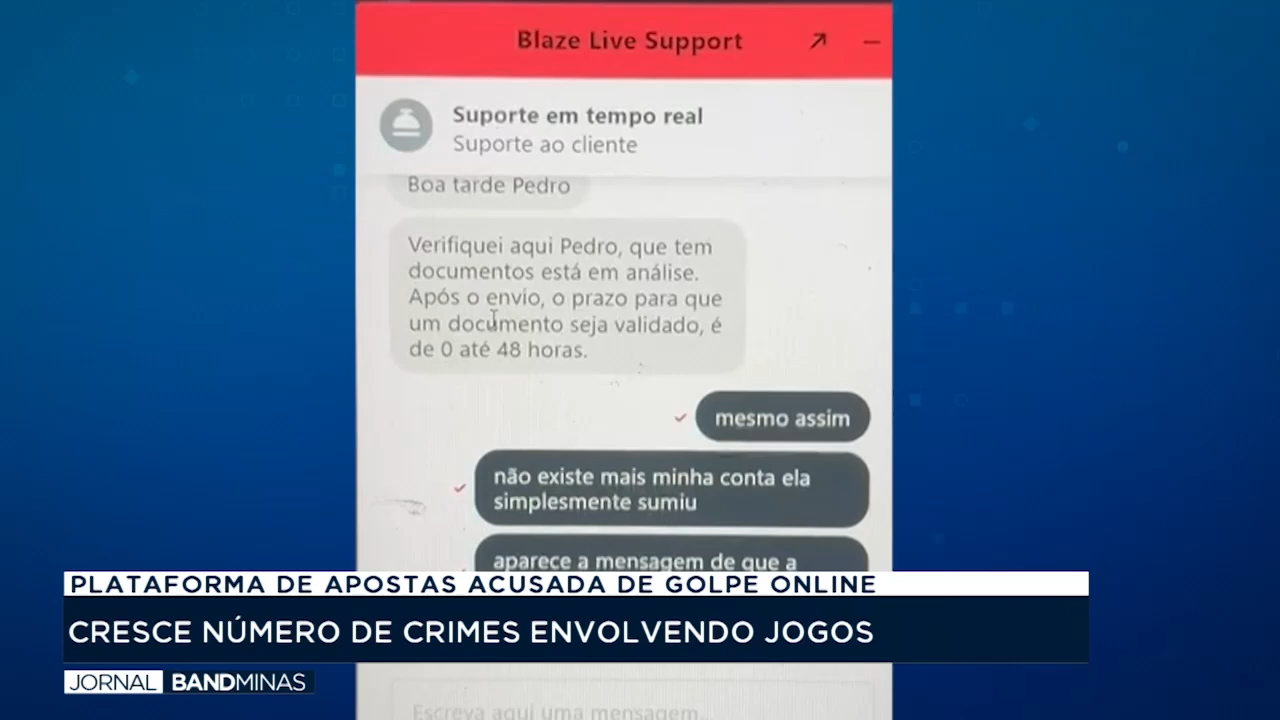 Blaze Live Support
Suporte em tempo real
Suporte ao cliente
Boa tarde Pedro
Verifiquei aqui Pedro, que tem
documentos está em análise.
Após o envio, o prazo para que
um documento seja validado, é
de 0 até 48 horas.
mesmo assim
não existe mais minha conta ela
simplesmente sumiu
aparece a mensagem de que a
PLATAFORMA DE APOSTAS ACUSADA DE GOLPE ONLINE
CRESCE NÚMERO DE CRIMES ENVOLVENDO JOGOS
JORNAL BANDMINAS
Escreva aqui uma mensagem...